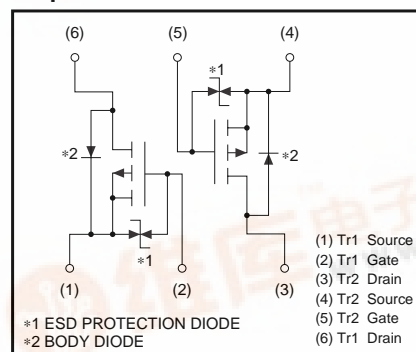 (6) (5) (4)
∗1
∗2 ∗2
∗1
(1) (2) (3)
(1) Tr1 Source
(2) Tr1 Gate
(3) Tr2 Drain
(4) Tr2 Source
(5) Tr2 Gate
(6) Tr1 Drain
∗1 ESD PROTECTION DIODE
∗2 BODY DIODE